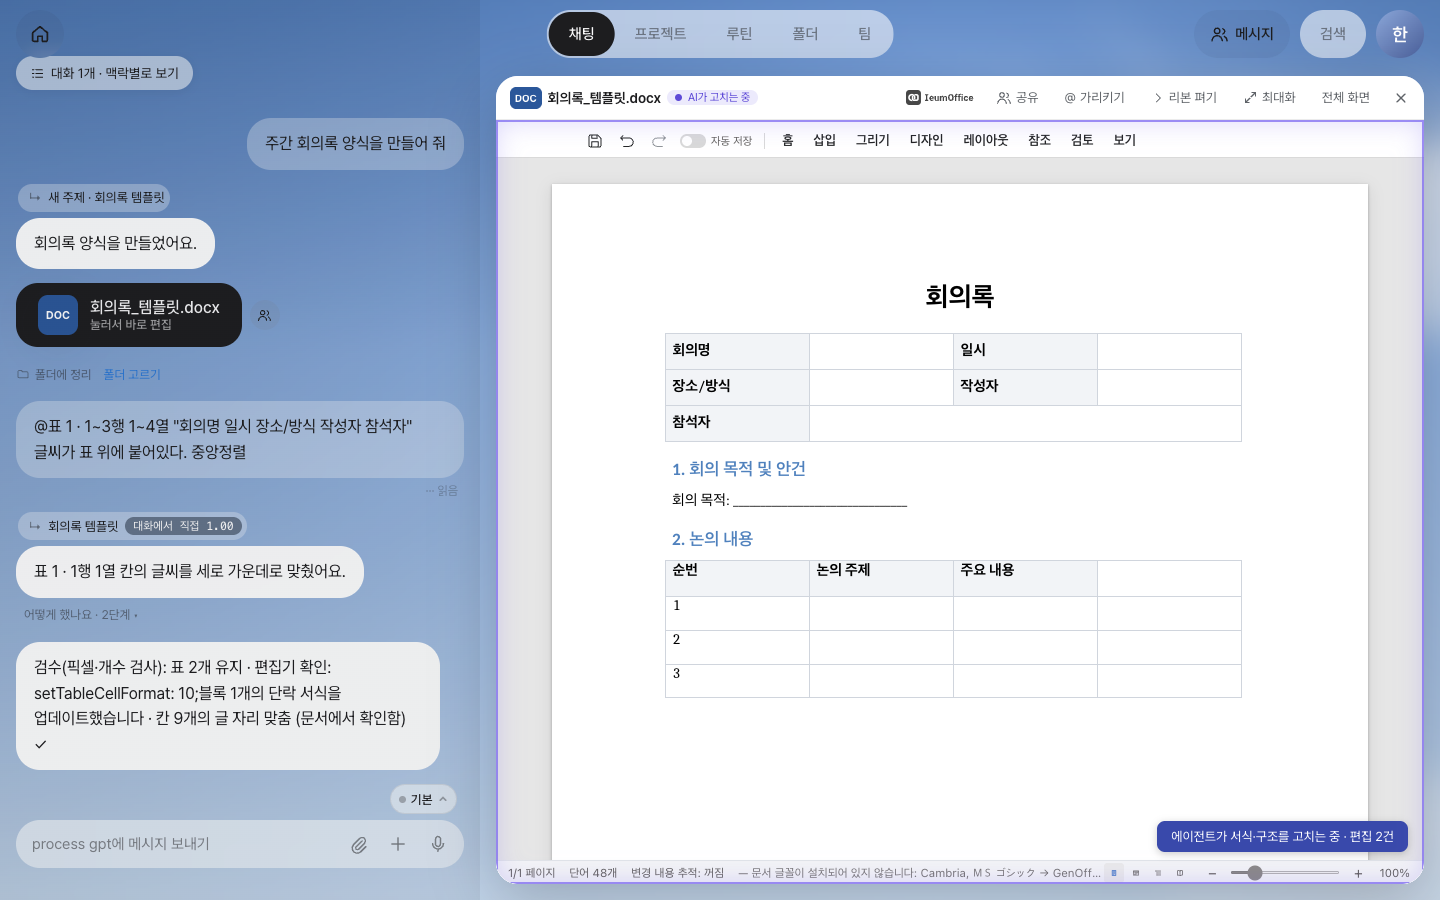 채팅
프로젝트
루틴
폴더
팀
메시지
검색
한
대화 1개 · 맥락별로 보기
주간 회의록 양식을 만들어 줘
새 주제 · 회의록 템플릿
회의록 양식을 만들었어요.
DOC
회의록_템플릿.docx
눌러서 바로 편집
폴더에 정리 폴더 고르기
@표 1 · 1~3행 1~4열 "회의명 일시 장소/방식 작성자 참석자"
글씨가 표 위에 붙어있다. 중앙정렬
··· 읽음
회의록 템플릿 대화에서 직접 1.00
표 1 · 1행 1열 칸의 글씨를 세로 가운데로 맞췄어요.
어떻게 했나요 · 2단계
검수(픽셀·개수 검사): 표 2개 유지 · 편집기 확인:
setTableCellFormat: 10;블록 1개의 단락 서식을
업데이트했습니다 · 칸 9개의 글 자리 맞춤 (문서에서 확인함)
✓
기본
process gpt에 메시지 보내기
DOC 회의록_템플릿.docx AI가 고치는 중
IeumOffice 공유 @ 가리키기 리본 펴기 최대화 전체 화면
자동 저장 홈 삽입 그리기 디자인 레이아웃 참조 검토 보기
회의록
회의명 일시
장소/방식 작성자
참석자
1. 회의 목적 및 안건
회의 목적: ______________________
2. 논의 내용
순번 논의 주제 주요 내용
1
2
3
에이전트가 서식·구조를 고치는 중 · 편집 2건
1/1 페이지 단어 48개 변경 내용 추적: 꺼짐 — 문서 글꼴이 설치되어 있지 않습니다: Cambria, ＭＳ ゴシック → GenOff... 100%